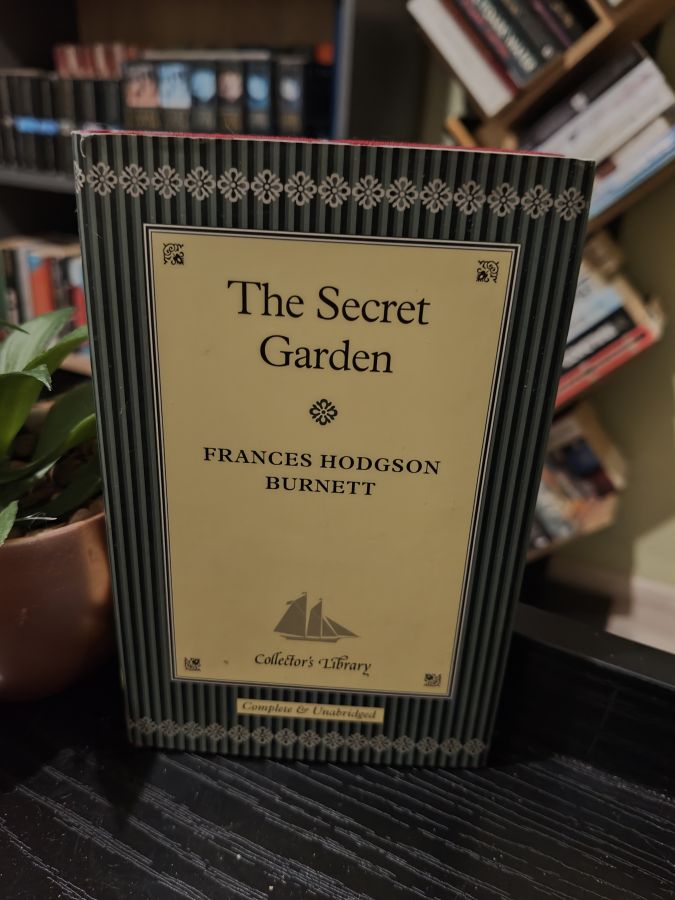 The Secret
Garden
FRANCES HODGSON
BURNETT
Collector's Library
Complete & Unabridged